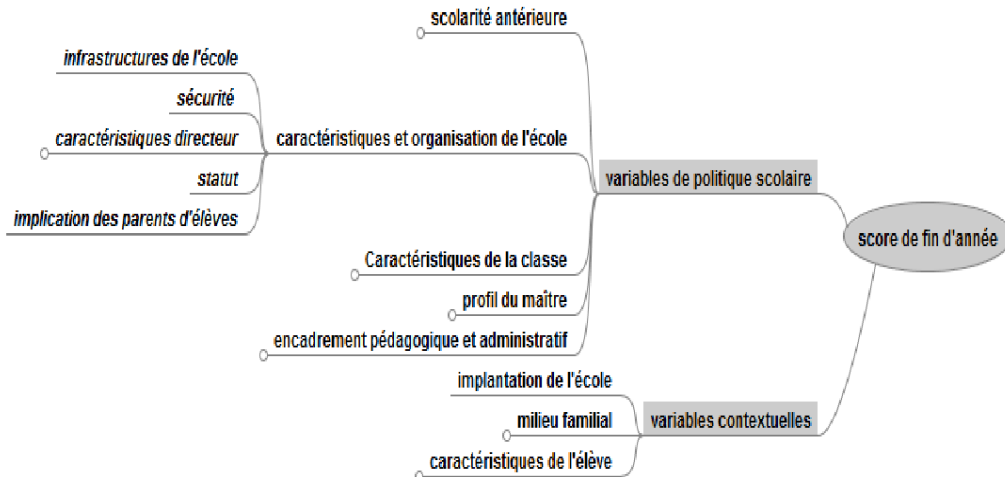 scolarité antérieure
infrastructures de l'école
sécurité
caractéristiques directeur
caractéristiques et organisation de l'école
statut
implication des parents d'élèves
variables de politique scolaire
score de fin d'année
Caractéristiques de la classe
profil du maître
encadrement pédagogique et administratif
implantation de l'école
milieu familial
variables contextuelles
caractéristiques de l'élève